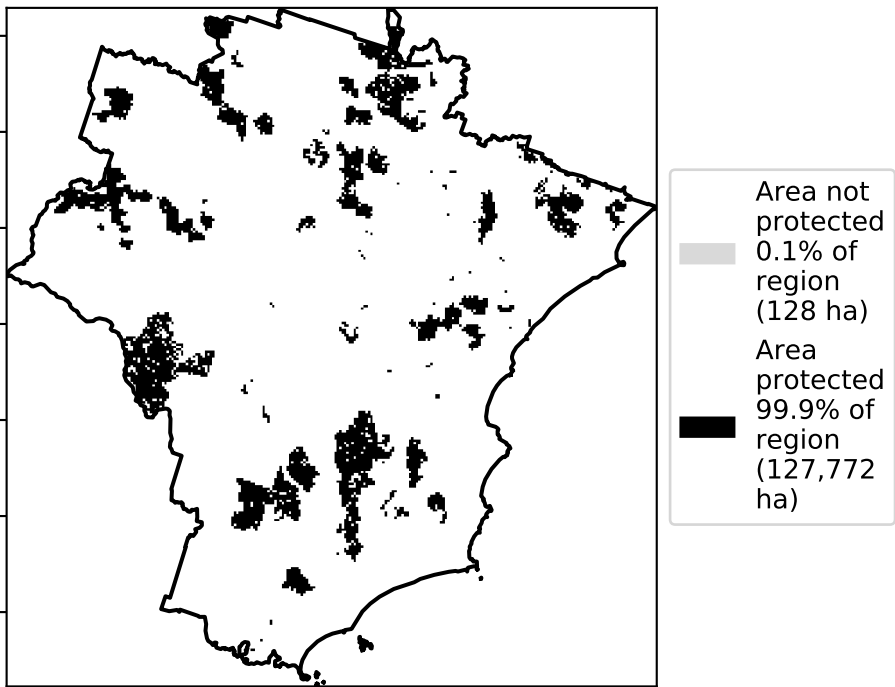 Area not
protected
0.1% of
region
(128 ha)
Area
protected
99.9% of
region
(127,772
ha)